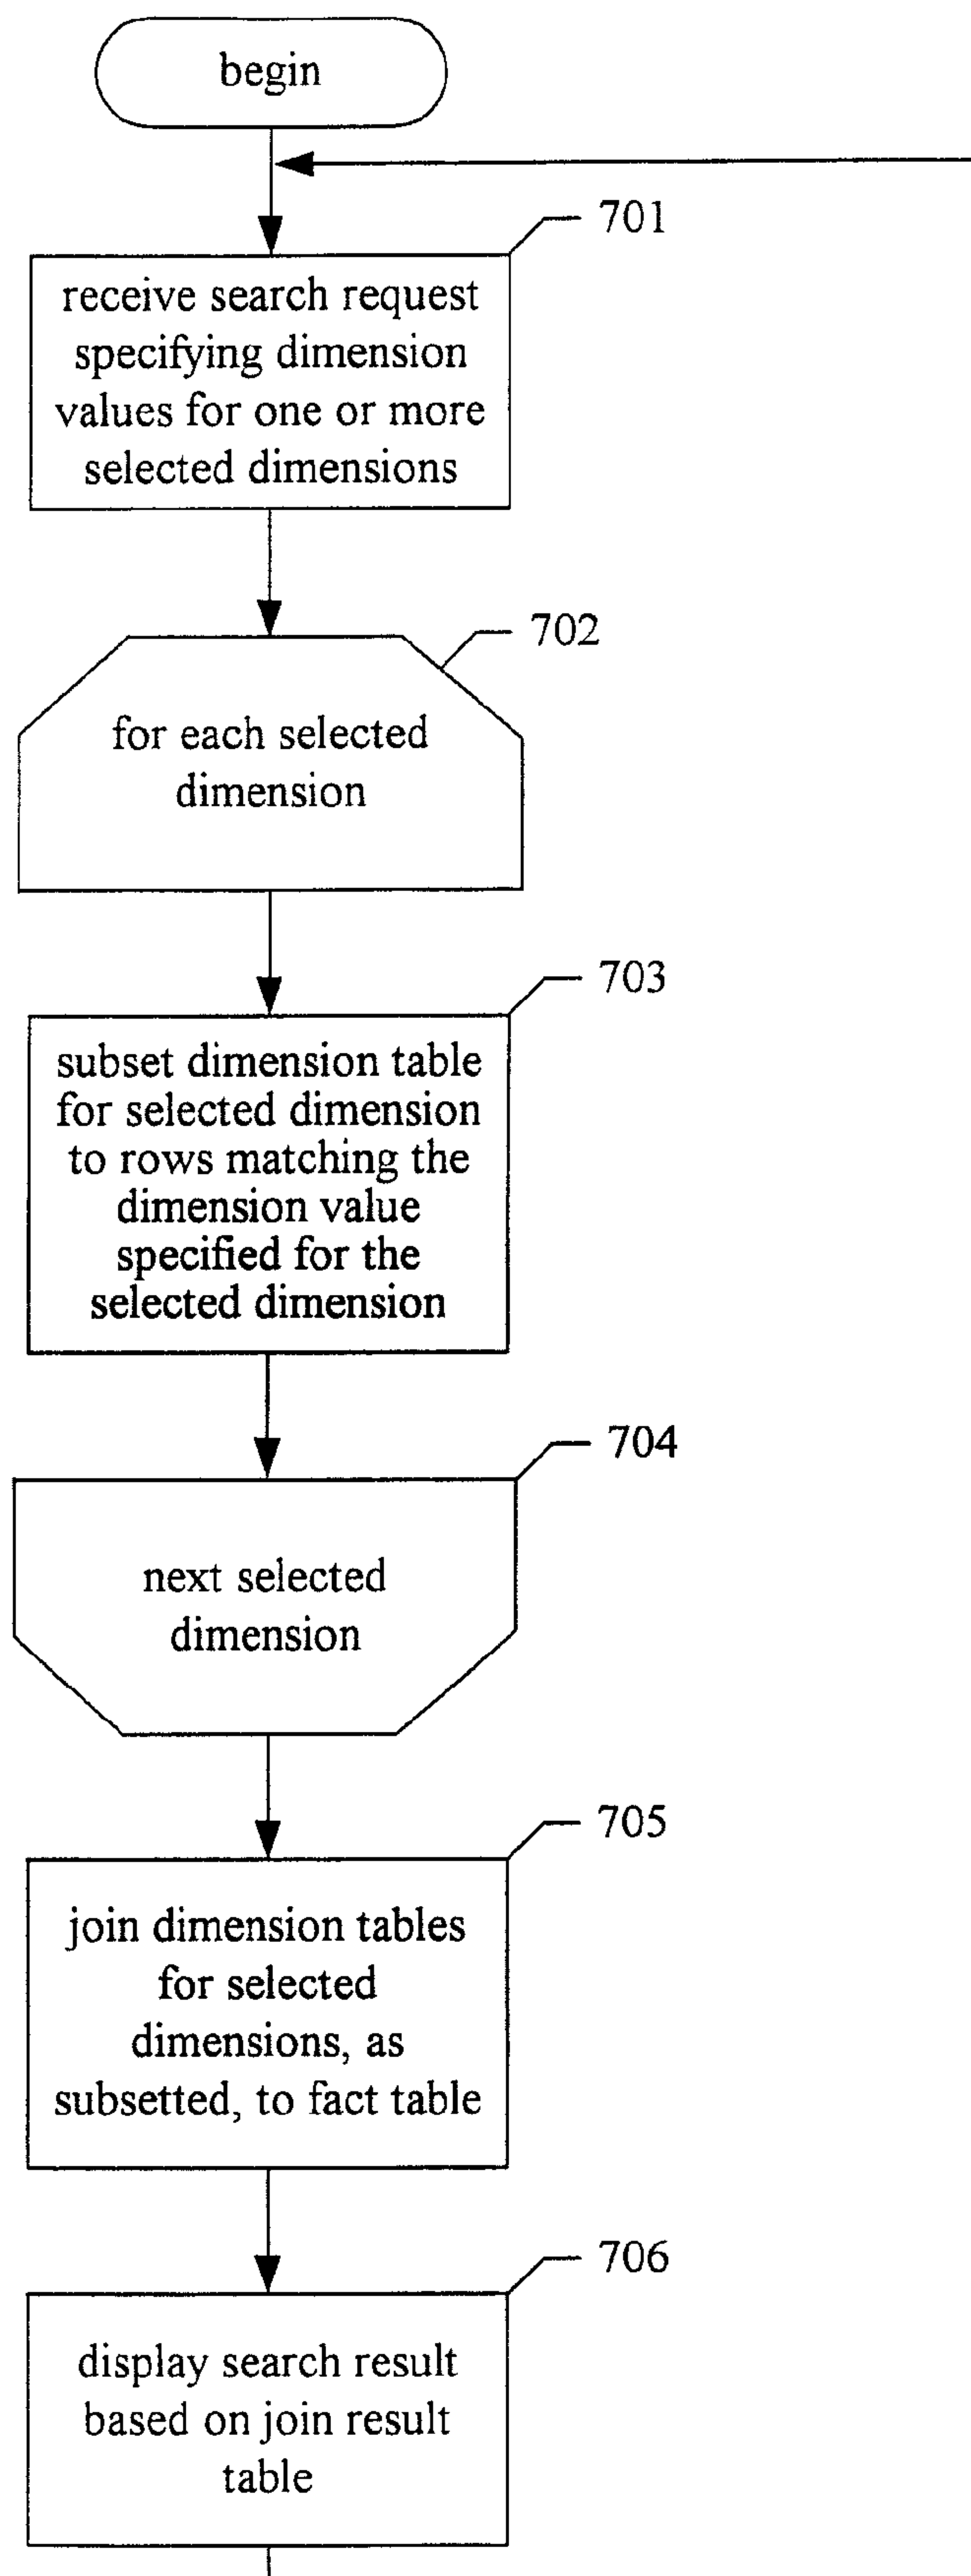 begin
701
receive search request
specifying dimension
values for one or more
selected dimensions
702
for each selected
dimension
703
subset dimension table
for selected dimension
to rows matching the
dimension value
specified for the
selected dimension
704
next selected
dimension
705
join dimension tables
for selected
dimensions, as
subsetted, to fact table
706
display search result
based on join result
table